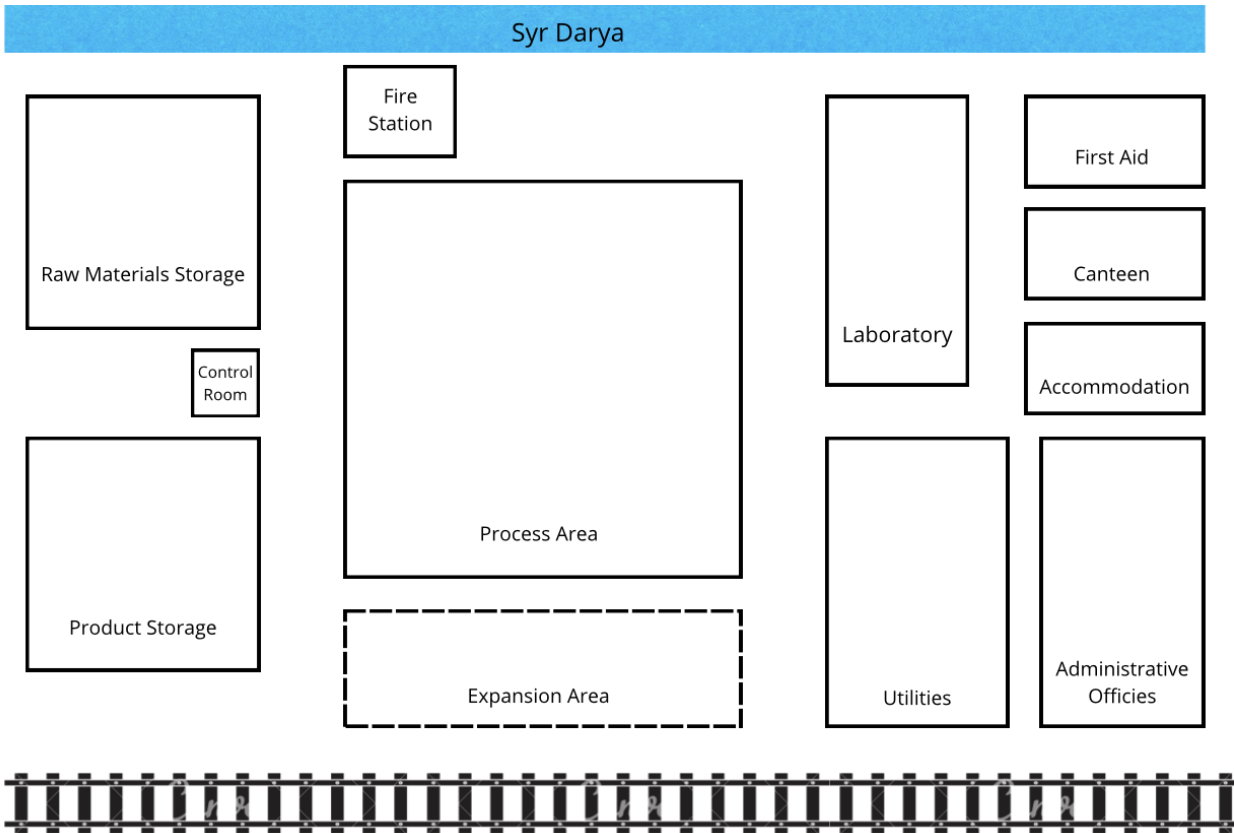 Syr Darya
Fire
Station
First Aid
Raw Materials Storage
Canteen
Laboratory
Control
Room
Accommodation
Process Area
Product Storage
Expansion Area
Utilities
Administrative
Officies